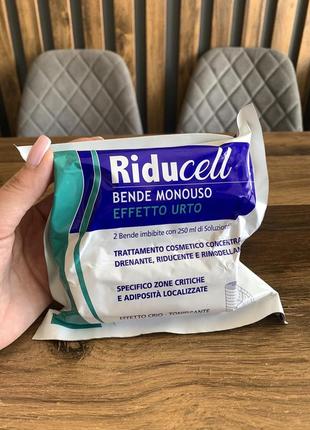 Riducell
BENDE MONOUSO
EFFETTO URTO
2 Bende imbibite con 250 ml di Soluzione
TRATTAMENTO COSMETICO CONCENTRA
DRENANTE, RIDUCENTE E RIMODELLAN
SPECIFICO ZONE CRITICHE
E ADIPOSITÀ LOCALIZZATE
EFFETTO CRIO - TONIFICANTE